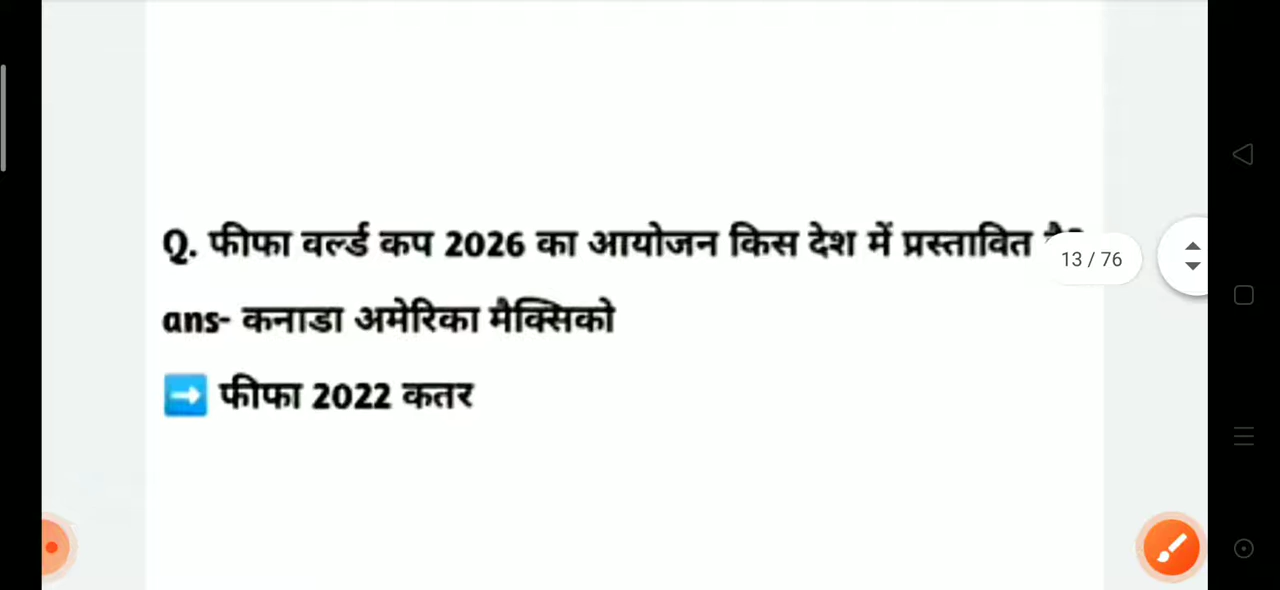 Q. फीफा वर्ल्ड कप 2026 का आयोजन किस देश में प्रस्तावित
13 / 76
ans- कनाडा अमेरिका मैक्सिको
➡ फीफा 2022 कतर